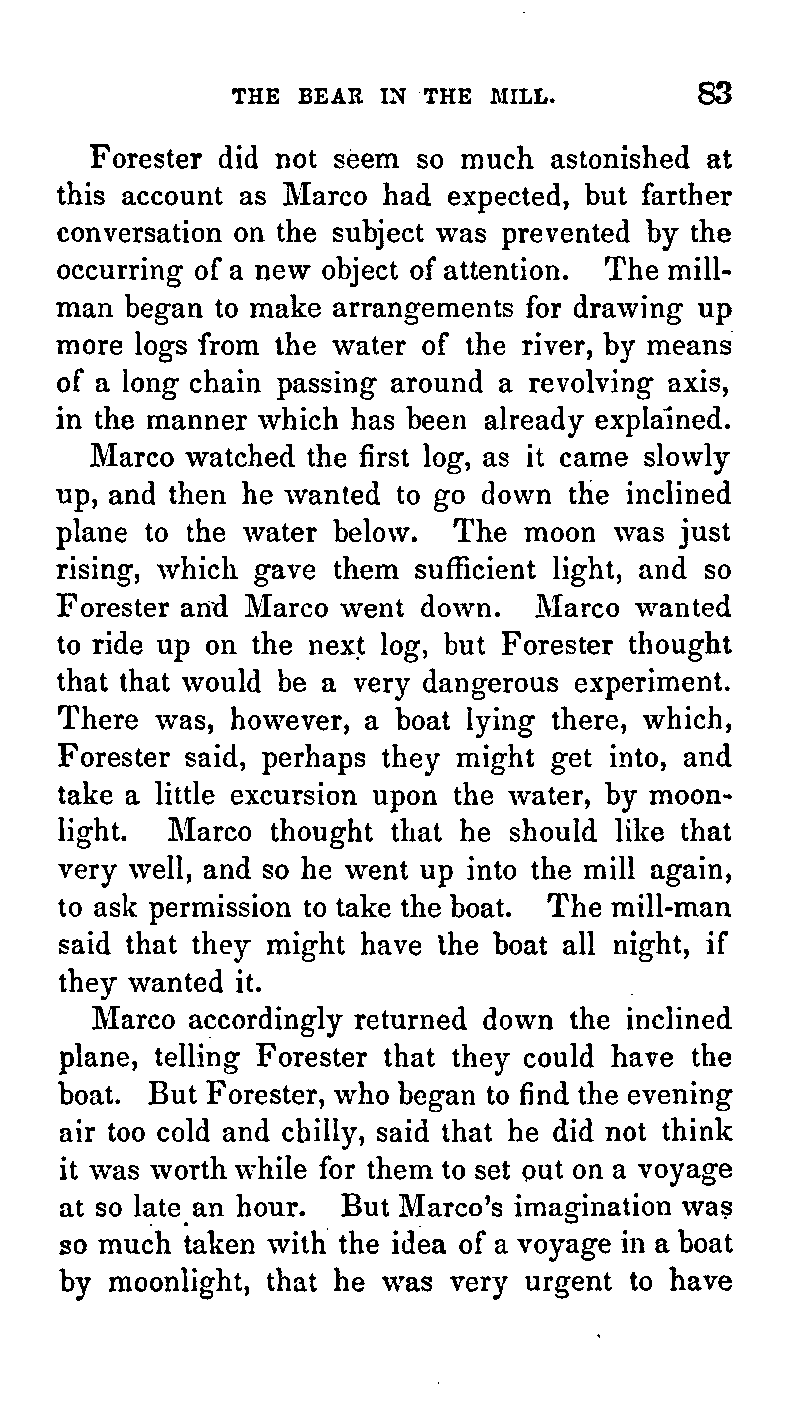 THE BEAR IN THE MILL. 83
Forester did not seem so much astonished at
this account as Marco had expected, but farther
conversation on the subject was prevented by the
occurring of a new object of attention. The mill-
man began to make arrangements for drawing up
more logs from the water of the river, by means
of a long chain passing around a revolving axis,
in the manner which has been already explained.
Marco watched the first log, as it came slowly
up, and then he wanted to go down the inclined
plane to the water below. The moon was just
rising, which gave them sufficient light, and so
Forester and Marco went down. Marco wanted
to ride up on the next log, but Forester thought
that that would be a very dangerous experiment.
There was, however, a boat lying there, which,
Forester said, perhaps they might get into, and
take a little excursion upon the water, by moon-
light. Marco thought that he should like that
very well, and so he went up into the mill again,
to ask permission to take the boat. The mill-man
said that they might have the boat all night, if
they wanted it.
Marco accordingly returned down the inclined
plane, telling Forester that they could have the
boat. But Forester, who began to find the evening
air too cold and chilly, said that he did not think
it was worth while for them to set out on a voyage
at so late an hour. But Marco's imagination was
so much taken with the idea of a voyage in a boat
by moonlight, that he was very urgent to have